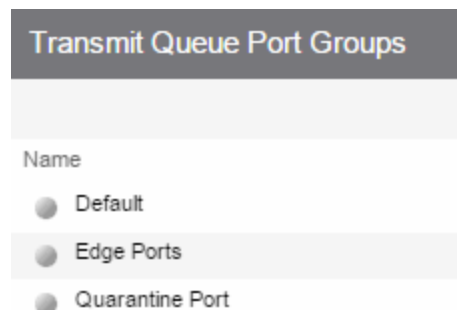 Transmit Queue Port Groups
Name
Default
Edge Ports
Quarantine Port